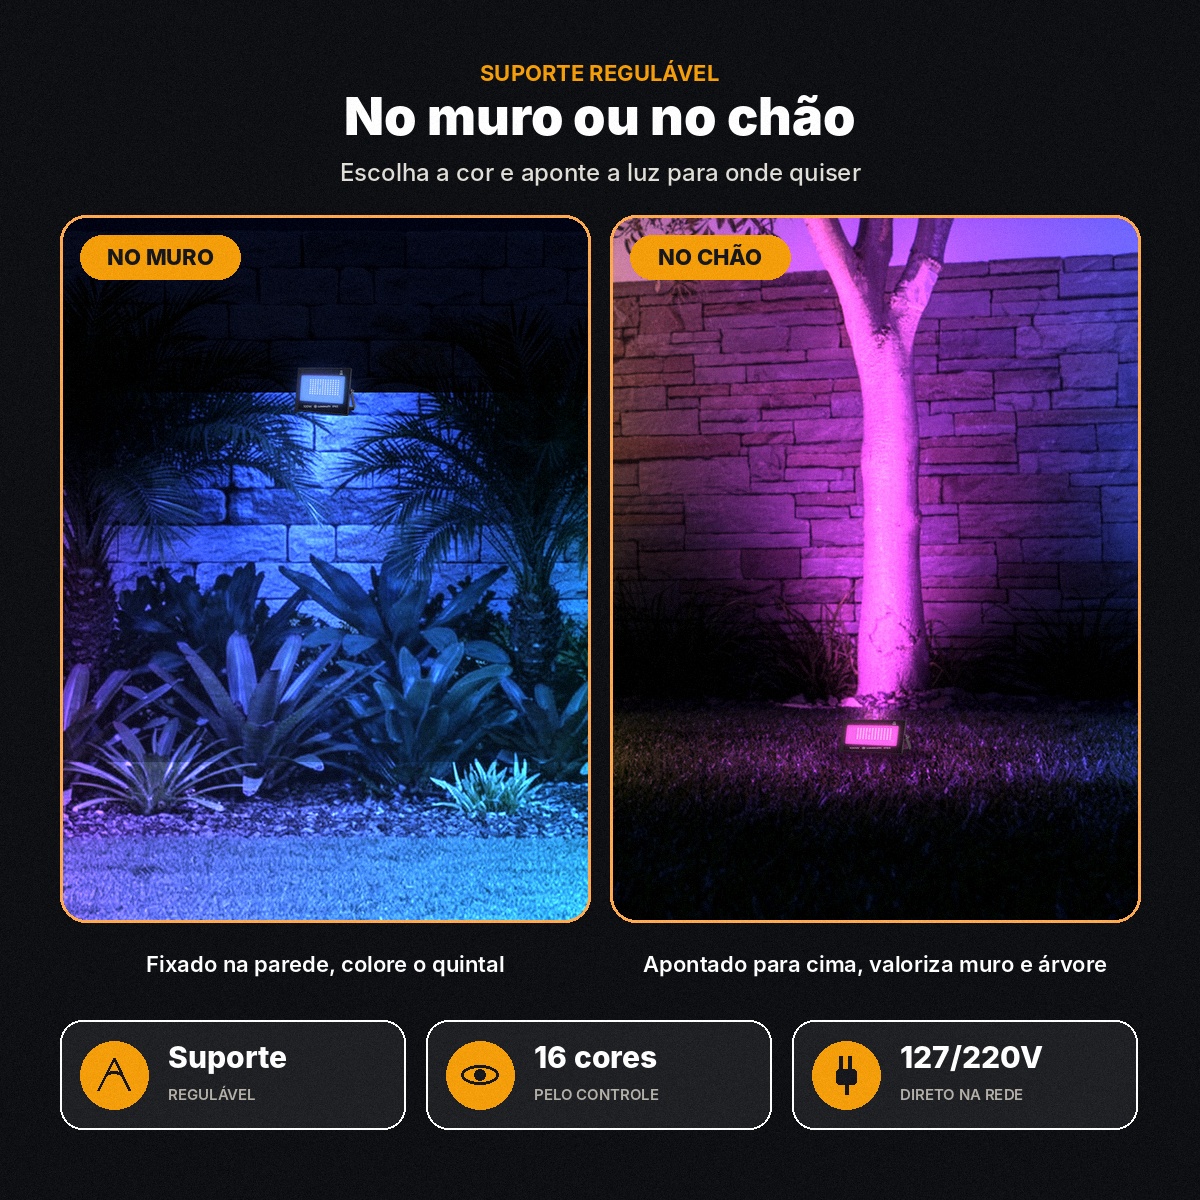 SUPORTE REGULÁVEL
No muro ou no chão
Escolha a cor e aponte a luz para onde quiser
NO MURO
NO CHÃO
Fixado na parede, colore o quintal
Apontado para cima, valoriza muro e árvore
Suporte
REGULÁVEL
16 cores
PELO CONTROLE
127/220V
DIRETO NA REDE